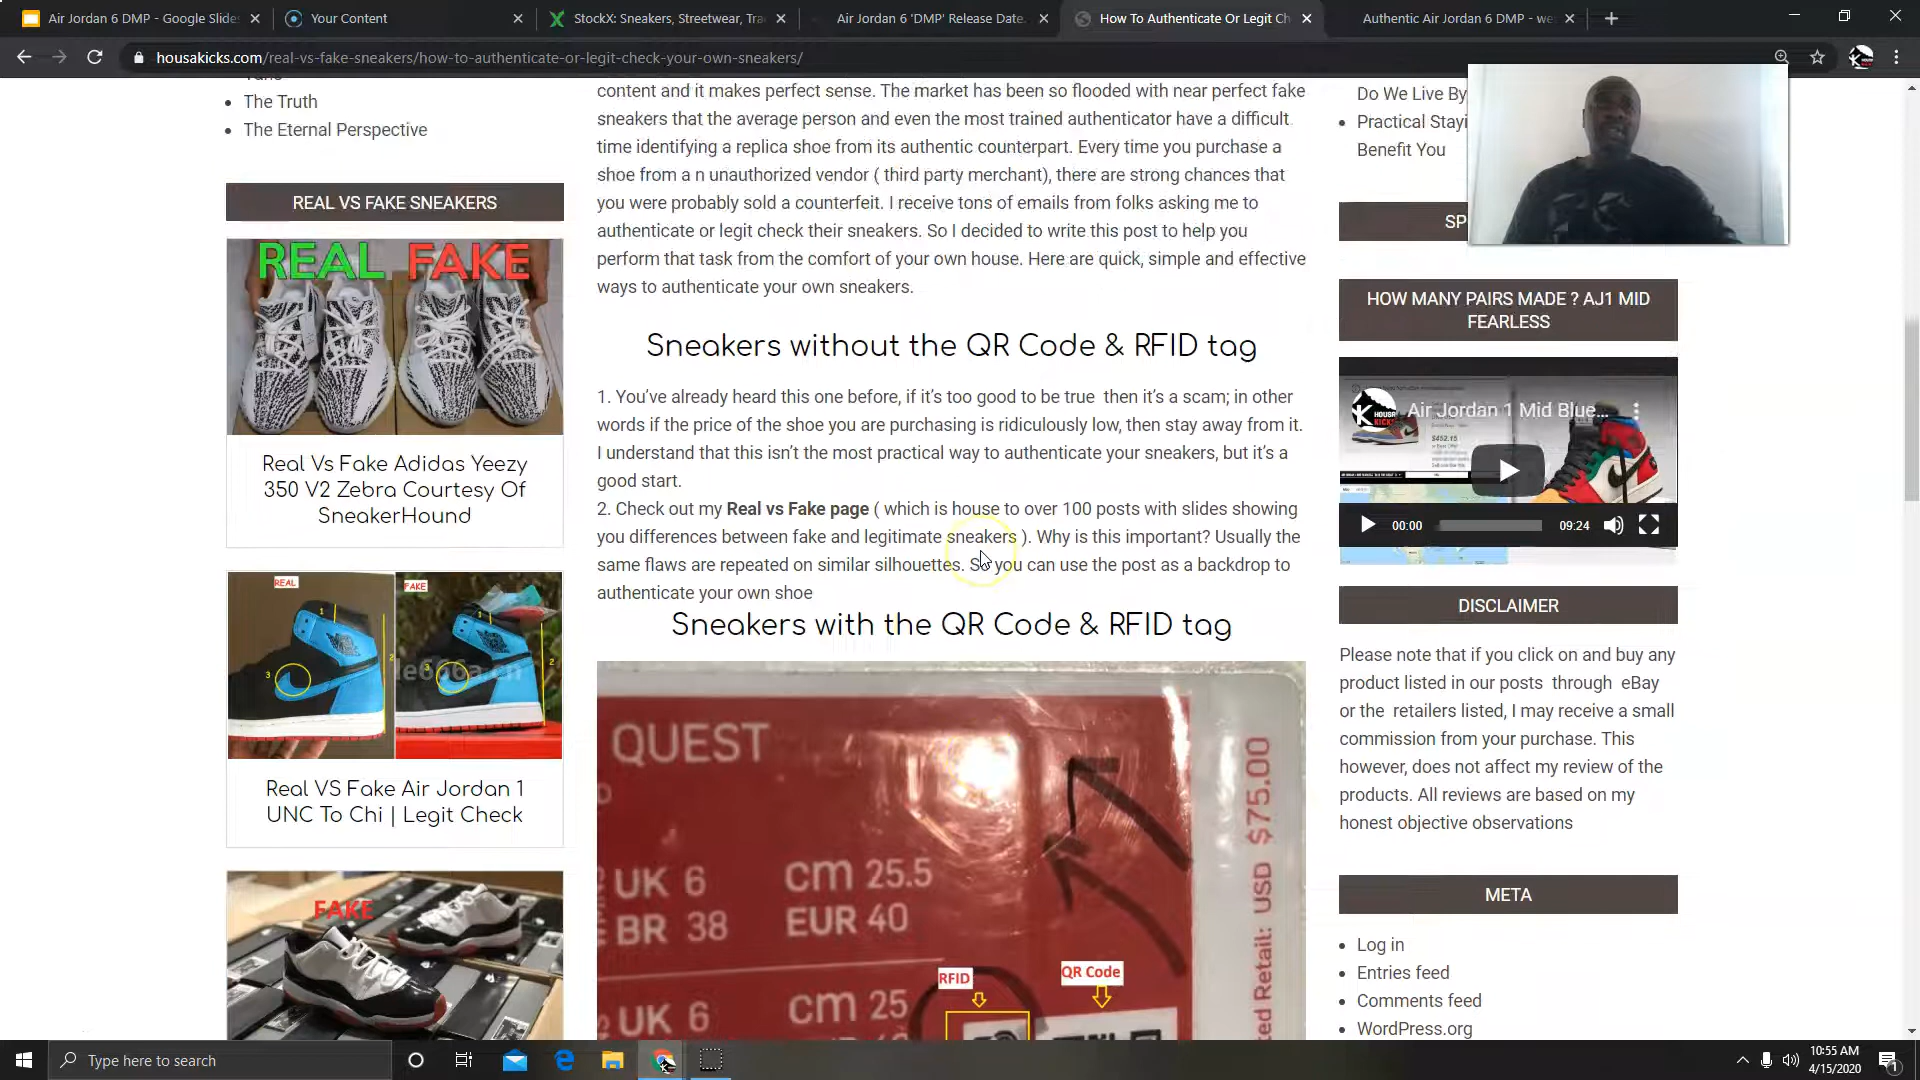 Air Jordan 6 DMP - Google Slides
Your Content
StockX: Sneakers, Streetwear, Tra
Air Jordan 6 'DMP' Release Date.
How To Authenticate Or Legit Ch
Authentic Air Jordan 6 DMP - we
housakicks.com/real-vs-fake-sneakers/how-to-authenticate-or-legit-check-your-own-sneakers/
The Truth
The Eternal Perspective
REAL VS FAKE SNEAKERS
REAL FAKE
Real Vs Fake Adidas Yeezy
350 V2 Zebra Courtesy Of
SneakerHound
REAL
FAKE
1
1
2
2
3
3
Real VS Fake Air Jordan 1
UNC To Chi | Legit Check
FAKE
content and it makes perfect sense. The market has been so flooded with near perfect fake
sneakers that the average person and even the most trained authenticator have a difficult
time identifying a replica shoe from its authentic counterpart. Every time you purchase a
shoe from a n unauthorized vendor ( third party merchant), there are strong chances that
you were probably sold a counterfeit. I receive tons of emails from folks asking me to
authenticate or legit check their sneakers. So I decided to write this post to help you
perform that task from the comfort of your own house. Here are quick, simple and effective
ways to authenticate your own sneakers.
Sneakers without the QR Code & RFID tag
1. You've already heard this one before, if it's too good to be true then it's a scam; in other
words if the price of the shoe you are purchasing is ridiculously low, then stay away from it.
I understand that this isn't the most practical way to authenticate your sneakers, but it's a
good start.
2. Check out my Real vs Fake page ( which is house to over 100 posts with slides showing
you differences between fake and legitimate sneakers ). Why is this important? Usually the
same flaws are repeated on similar silhouettes. So you can use the post as a backdrop to
authenticate your own shoe
Sneakers with the QR Code & RFID tag
QUEST
UK 6 cm 25.5
BR 38 EUR 40
UK 6 cm 25
RFID
QR Code
ted Retail: USD $75.00
Do We Live By
Practical Stayi
Benefit You
SP
HOW MANY PAIRS MADE ? AJ1 MID
FEARLESS
HOUSA
KICKS
Air Jordan 1 Mid Blue...
$452.15
00:00
09:24
DISCLAIMER
Please note that if you click on and buy any
product listed in our posts through eBay
or the retailers listed, I may receive a small
commission from your purchase. This
however, does not affect my review of the
products. All reviews are based on my
honest objective observations
META
Log in
Entries feed
Comments feed
WordPress.org
Type here to search
10:55 AM
4/15/2020
1